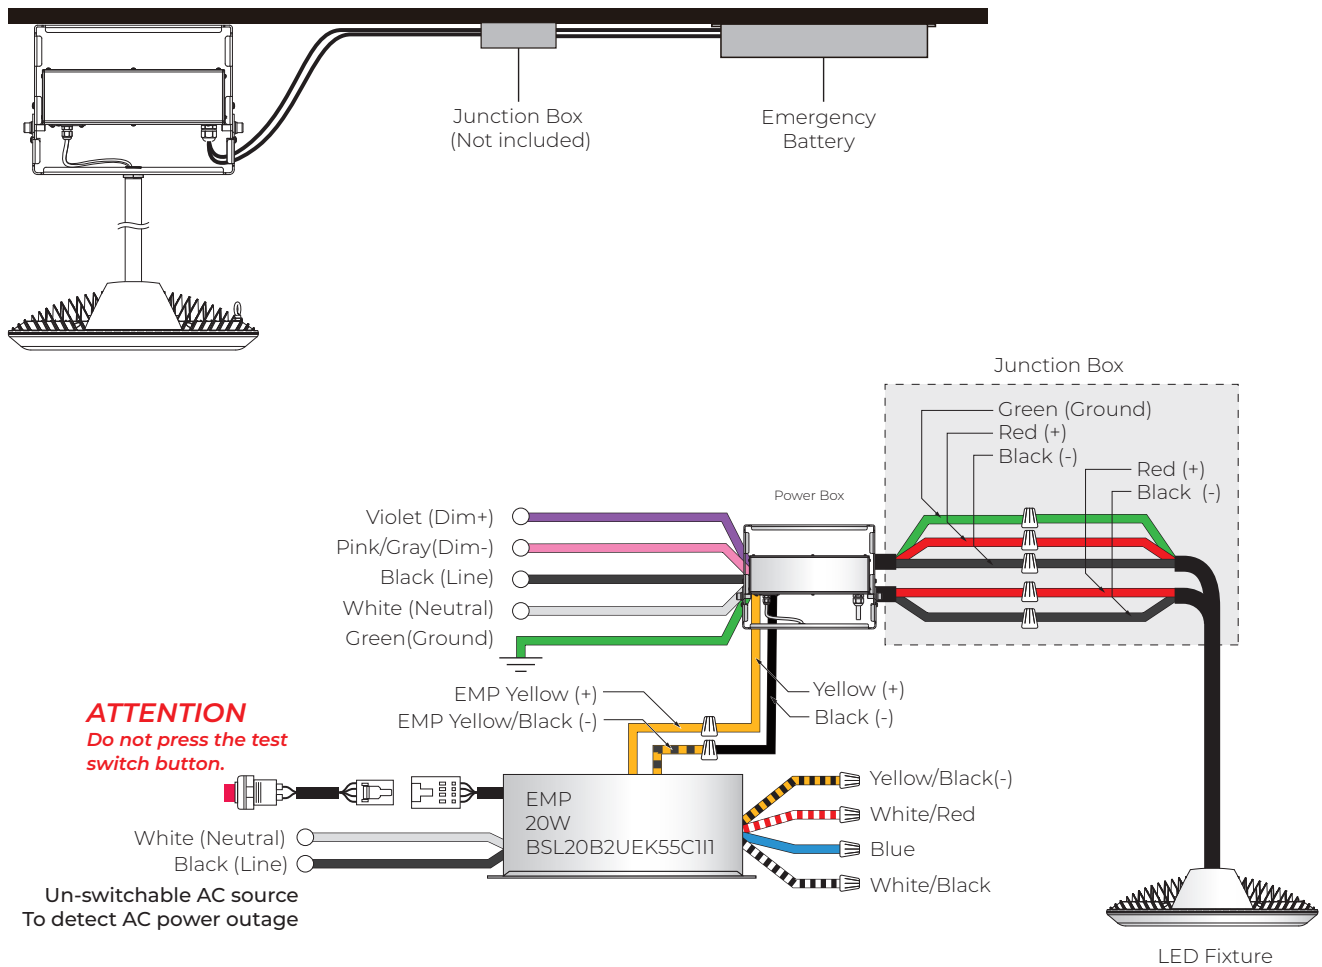 Junction Box
(Not included)
Emergency
Battery
Junction Box
Green (Ground)
Red (+)
Black (-)
Red (+)
Black (-)
Power Box
Violet (Dim+)
Pink/Gray(Dim-)
Black (Line)
White (Neutral)
Green(Ground)
EMP Yellow (+)
EMP Yellow/Black (-)
Yellow (+)
Black (-)
ATTENTION
Do not press the test
switch button.
EMP
20W
BSL20B2UEK55C1I1
Yellow/Black(-)
White/Red
Blue
White/Black
White (Neutral)
Black (Line)
Un-switchable AC source
To detect AC power outage
LED Fixture